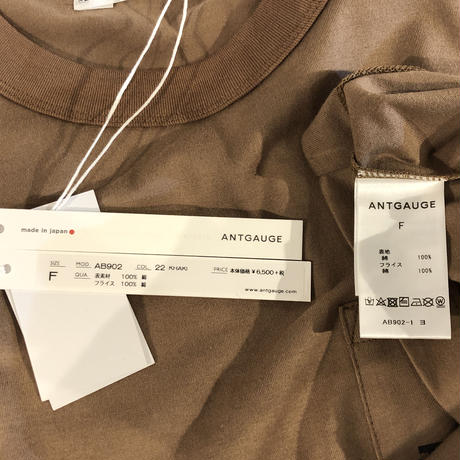 made in japan
ANTGAUGE
SIZE F MOD. AB902 COL. 22 KHAKI PRICE 本体価格 ¥6,500+税
QUA. 表素材 100% 綿
フライス 100% 綿
www.antgauge.com
ANTGAUGE
F
表地
綿 100%
フライス
綿 100%
AB902-1 ヨ